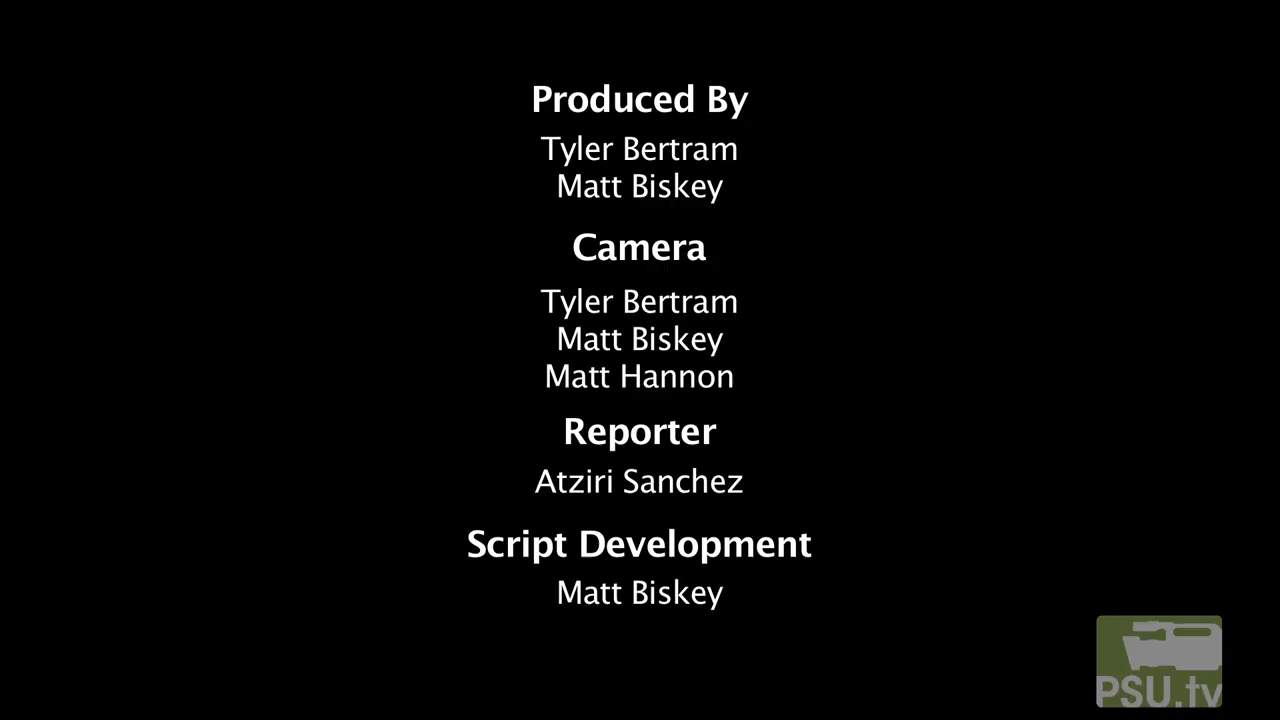 Produced By
Tyler Bertram
Matt Biskey
Camera
Tyler Bertram
Matt Biskey
Matt Hannon
Reporter
Atziri Sanchez
Script Development
Matt Biskey
PSU.tv